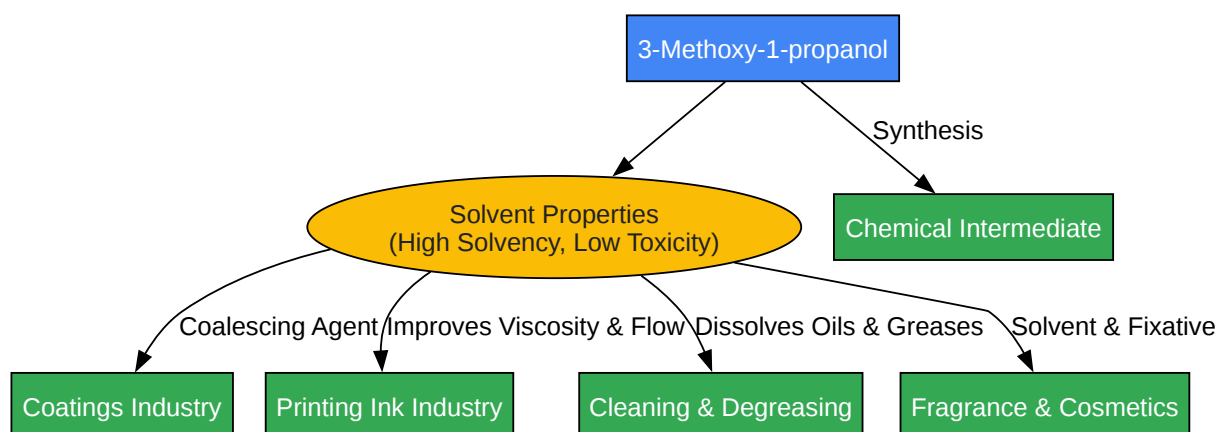 3-Methoxy-1-propanol
Synthesis
Solvent Properties
(High Solvency, Low Toxicity)
Chemical Intermediate
Coalescing Agent
Improves Viscosity & Flow
Dissolves Oils & Greases
Solvent & Fixative
Coatings Industry
Printing Ink Industry
Cleaning & Degreasing
Fragrance & Cosmetics